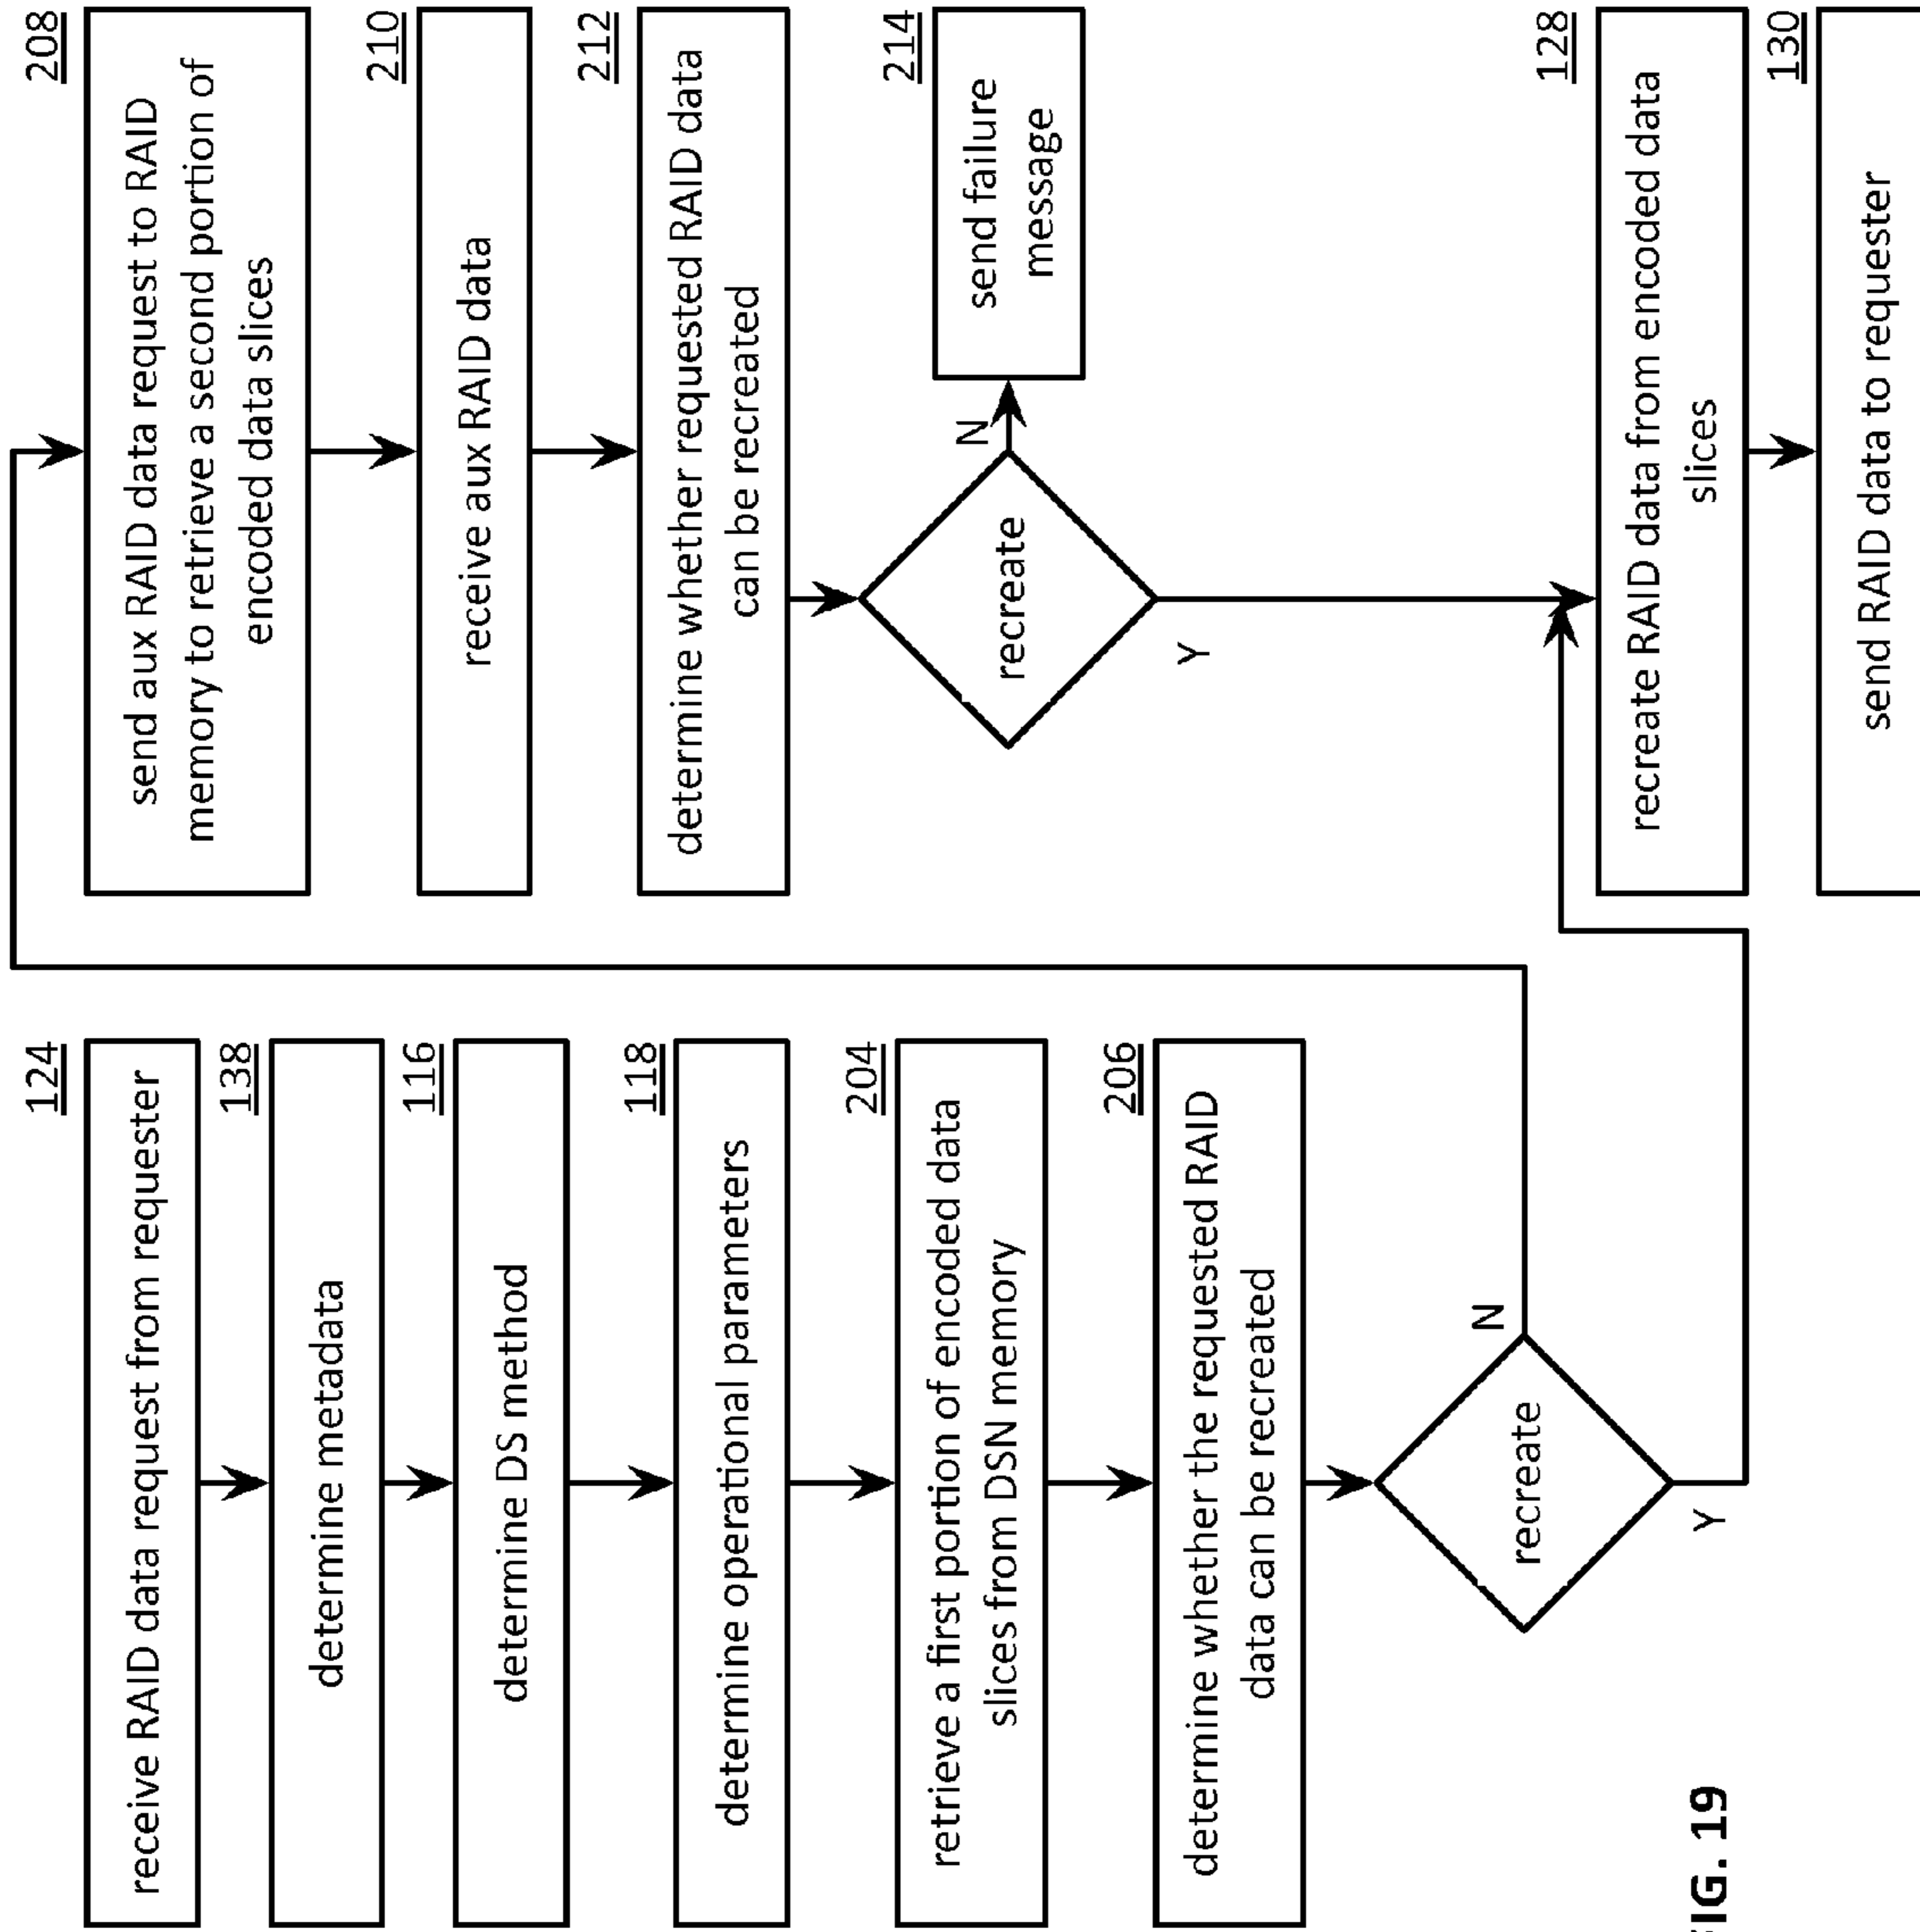 124
receive RAID data request from requester
138
determine metadata
116
determine DS method
118
determine operational parameters
204
retrieve a first portion of encoded data
slices from DSN memory
206
determine whether the requested RAID
data can be recreated
recreate
N
Y
208
send aux RAID data request to RAID
memory to retrieve a second portion of
encoded data slices
210
receive aux RAID data
212
determine whether requested RAID data
can be recreated
recreate
N
214
send failure
message
Y
128
recreate RAID data from encoded data
slices
130
send RAID data to requester
FIG. 19